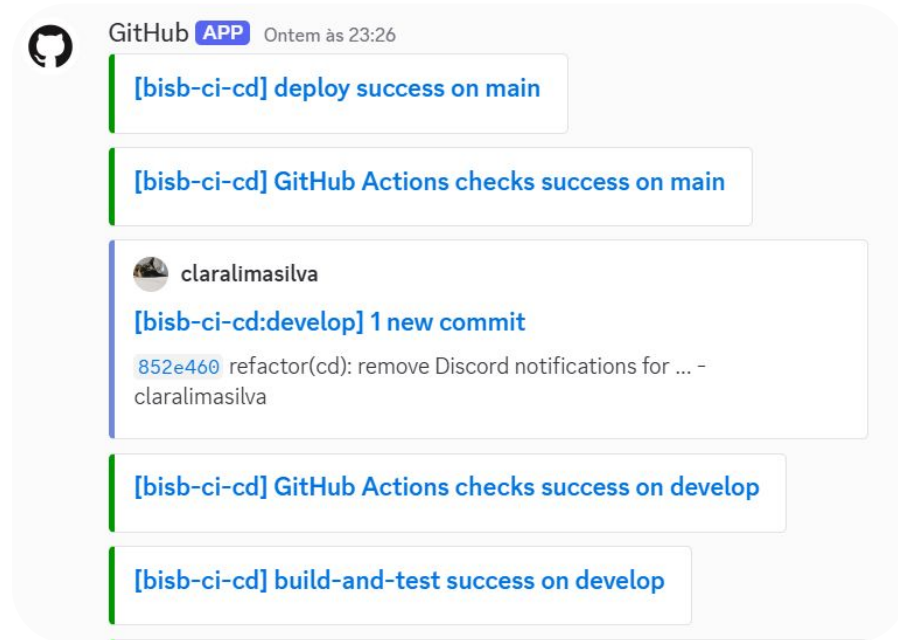 GitHub APP Ontem às 23:26
[bisb-ci-cd] deploy success on main
[bisb-ci-cd] GitHub Actions checks success on main
claralimasilva
[bisb-ci-cd:develop] 1 new commit
852e460 refactor(cd): remove Discord notifications for ... -
claralimasilva
[bisb-ci-cd] GitHub Actions checks success on develop
[bisb-ci-cd] build-and-test success on develop